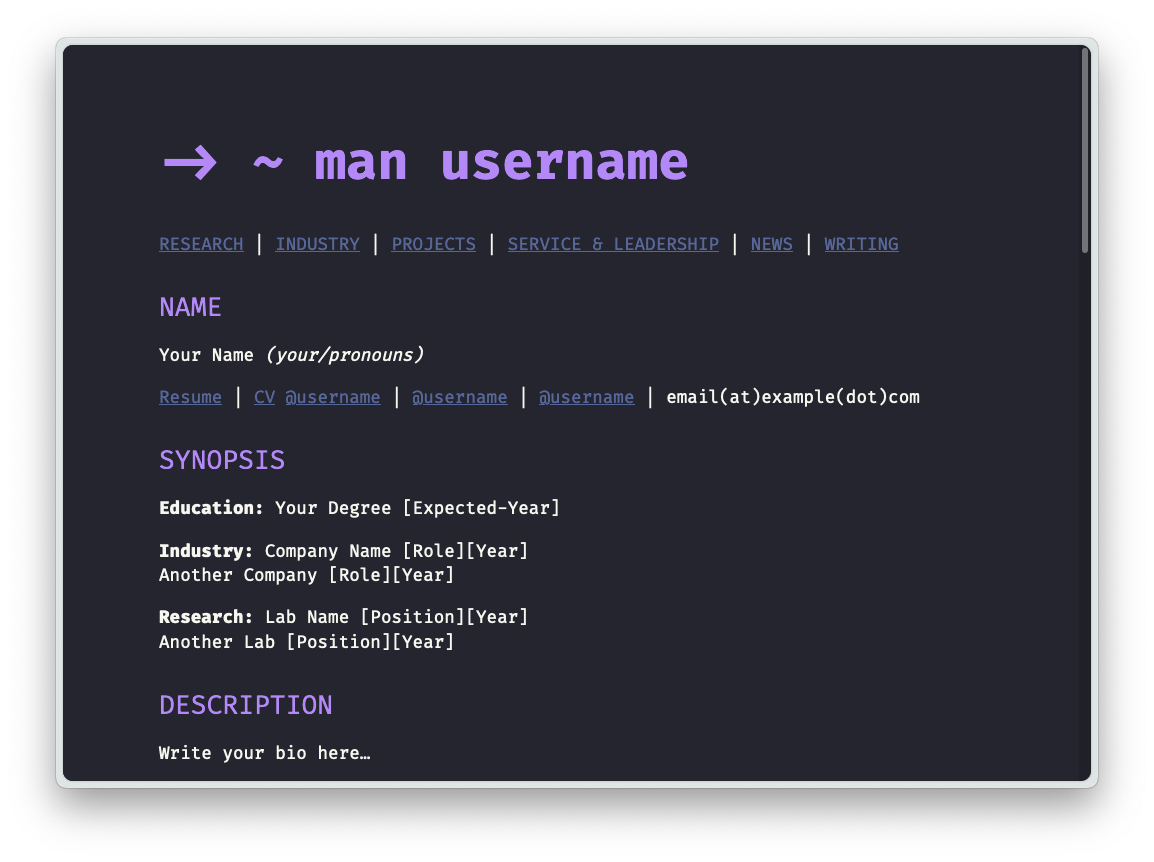 → ~ man username
RESEARCH | INDUSTRY | PROJECTS | SERVICE & LEADERSHIP | NEWS | WRITING
NAME
Your Name (your/pronouns)
Resume | CV @username | @username | @username | email(at)example(dot)com
SYNOPSIS
Education: Your Degree [Expected-Year]
Industry: Company Name [Role][Year]
Another Company [Role][Year]
Research: Lab Name [Position][Year]
Another Lab [Position][Year]
DESCRIPTION
Write your bio here…